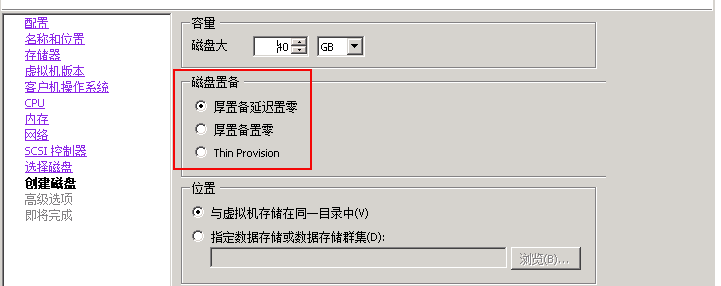 配置
名称和位置
存储器
虚拟机版本
客户机操作系统
CPU
内存
网络
SCSI 控制器
选择磁盘
创建磁盘
高级选项
即将完成
容量
磁盘大 40 GB
磁盘置备
厚置备延迟置零
厚置备置零
Thin Provision
位置
与虚拟机存储在同一目录中(V)
指定数据存储或数据存储群集(D):
浏览(B)...